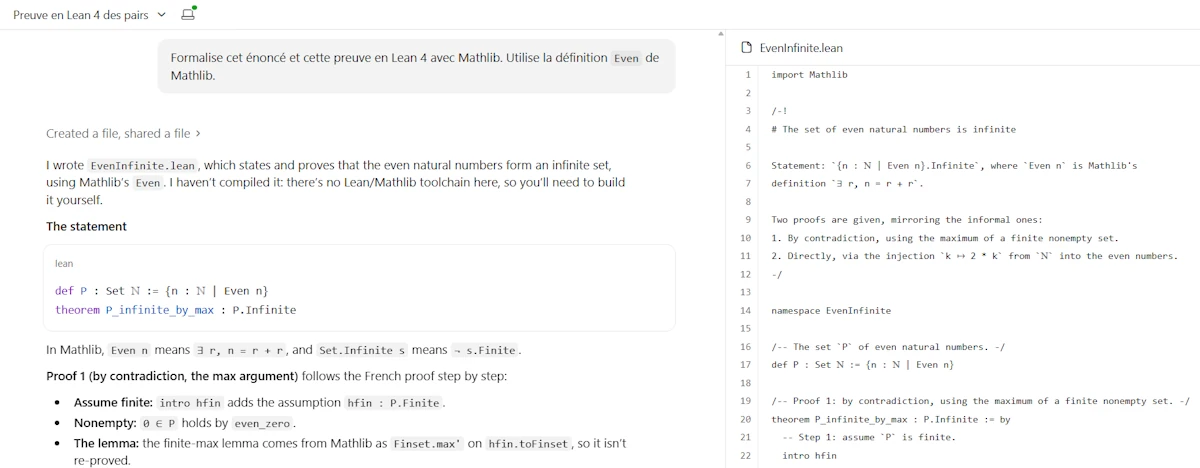 Preuve en Lean 4 des pairs
Formalise cet énoncé et cette preuve en Lean 4 avec Mathlib. Utilise la définition Even de
Mathlib.
Created a file, shared a file >
I wrote EvenInfinite.lean, which states and proves that the even natural numbers form an infinite set,
using Mathlib's Even. I haven't compiled it: there's no Lean/Mathlib toolchain here, so you'll need to build
it yourself.
The statement
lean
def P : Set ℕ := {n : ℕ | Even n}
theorem P_infinite_by_max : P.Infinite
In Mathlib, Even n means ∃ r, n = r + r, and Set.Infinite s means ¬ s.Finite.
Proof 1 (by contradiction, the max argument) follows the French proof step by step:
• Assume finite: intro hfin adds the assumption hfin : P.Finite.
• Nonempty: 0 ∈ P holds by even_zero.
• The lemma: the finite-max lemma comes from Mathlib as Finset.max' on hfin.toFinset, so it isn't
re-proved.
EvenInfinite.lean
1 import Mathlib
2
3 /-!
4 # The set of even natural numbers is infinite
5
6 Statement: `{n : ℕ | Even n}.Infinite`, where `Even n` is Mathlib's
7 definition `∃ r, n = r + r`.
8
9 Two proofs are given, mirroring the informal ones:
10 1. By contradiction, using the maximum of a finite nonempty set.
11 2. Directly, via the injection `k ↦ 2 * k` from `ℕ` into the even numbers.
12 -/
13
14 namespace EvenInfinite
15
16 /-- The set `P` of even natural numbers. -/
17 def P : Set ℕ := {n : ℕ | Even n}
18
19 /-- Proof 1: by contradiction, using the maximum of a finite nonempty set. -/
20 theorem P_infinite_by_max : P.Infinite := by
21 -- Step 1: assume `P` is finite.
22 intro hfin